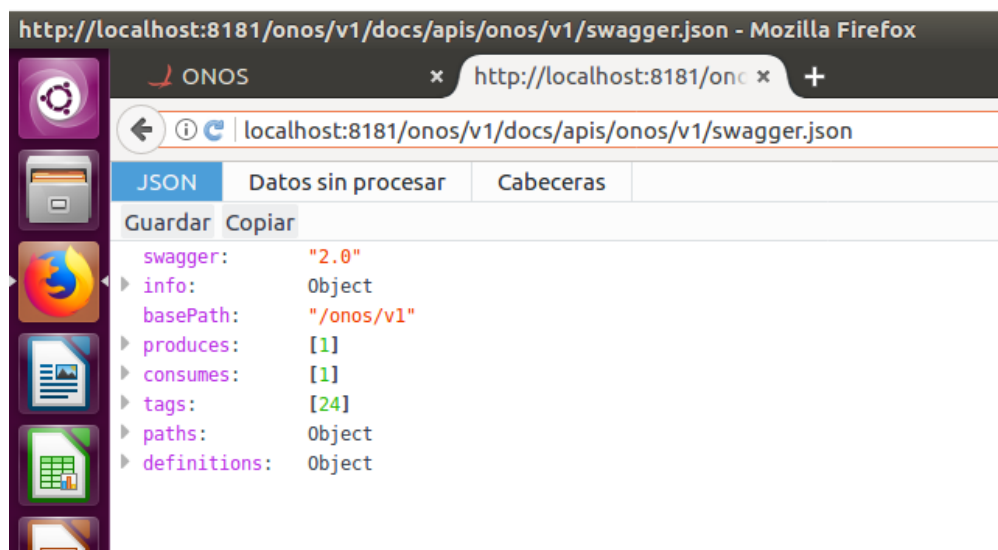 http://localhost:8181/onos/v1/docs/apis/onos/v1/swagger.json - Mozilla Firefox
ONOS × http://localhost:8181/ono × +
localhost:8181/onos/v1/docs/apis/onos/v1/swagger.json
JSON Datos sin procesar Cabeceras
Guardar Copiar
swagger: "2.0"
info: Object
basePath: "/onos/v1"
produces: [1]
consumes: [1]
tags: [24]
paths: Object
definitions: Object